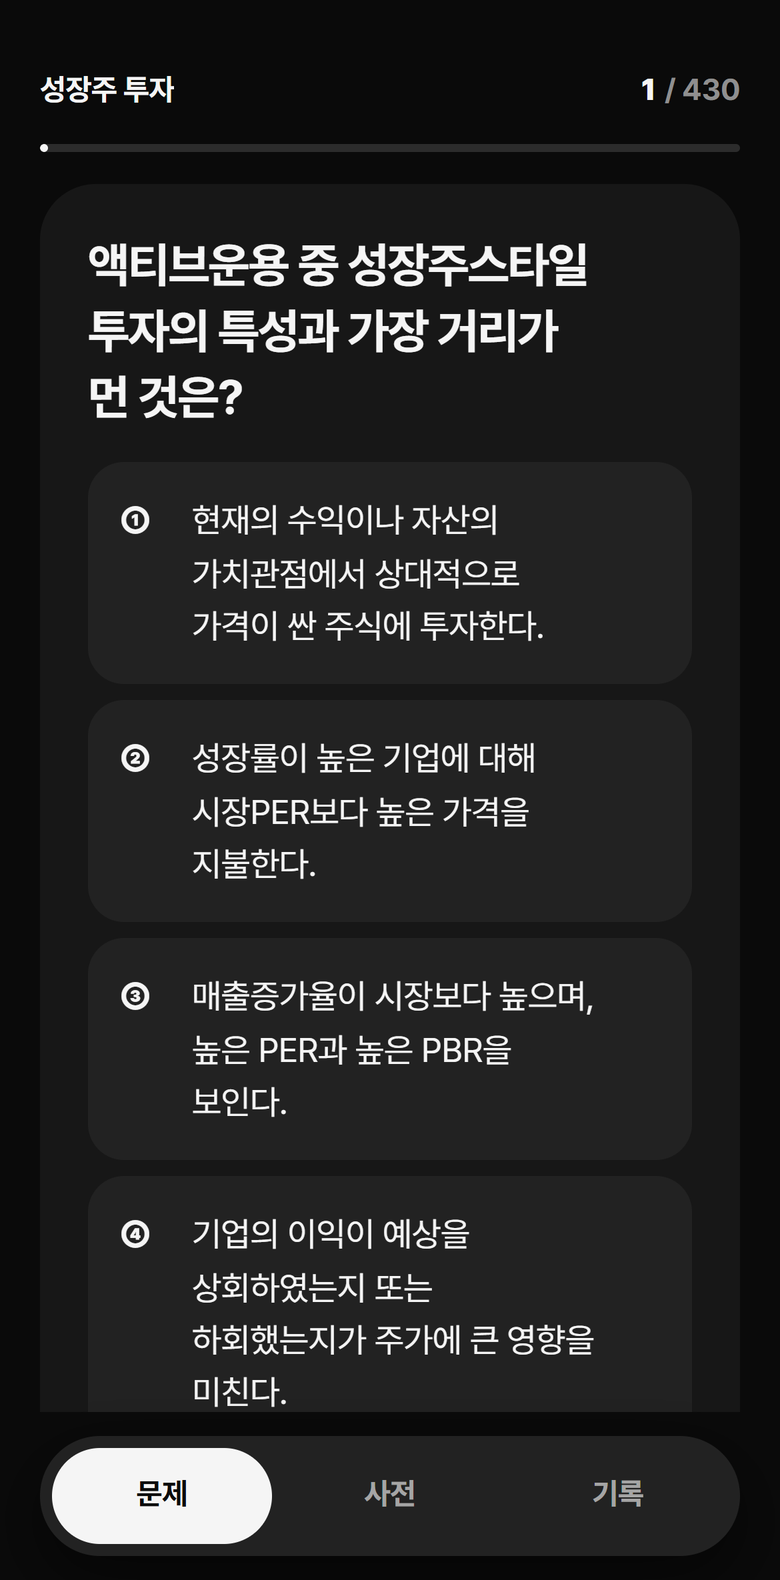 성장주 투자
1 / 430
액티브운용 중 성장주스타일
투자의 특성과 가장 거리가
먼 것은?
① 현재의 수익이나 자산의
가치관점에서 상대적으로
가격이 싼 주식에 투자한다.
② 성장률이 높은 기업에 대해
시장PER보다 높은 가격을
지불한다.
③ 매출증가율이 시장보다 높으며,
높은 PER과 높은 PBR을
보인다.
④ 기업의 이익이 예상을
상회하였는지 또는
하회했는지가 주가에 큰 영향을
미친다.
문제 사전 기록